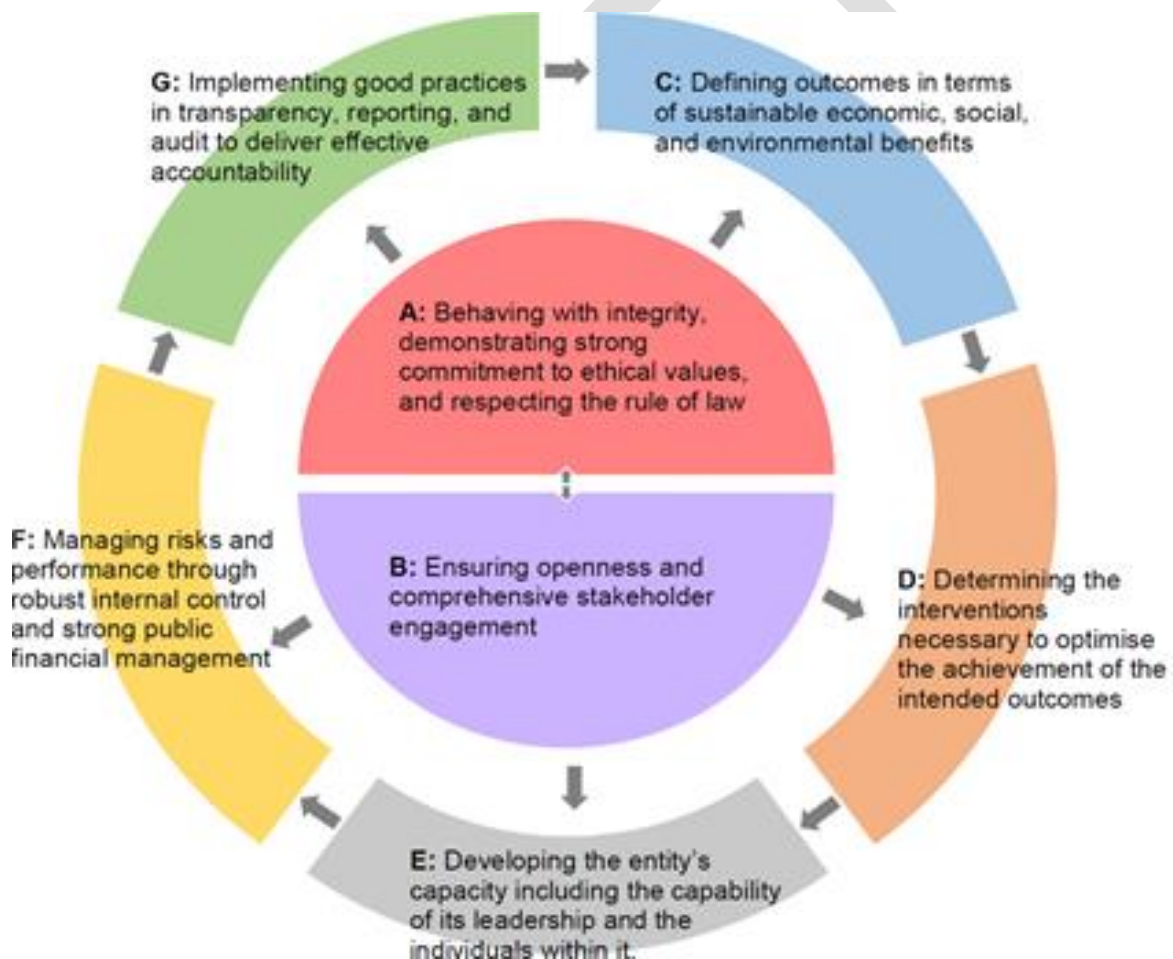 G: Implementing good practices
in transparency, reporting, and
audit to deliver effective
accountability
C: Defining outcomes in terms
of sustainable economic, social,
and environmental benefits
A: Behaving with integrity,
demonstrating strong
commitment to ethical values,
and respecting the rule of law
B: Ensuring openness and
comprehensive stakeholder
engagement
F: Managing risks and
performance through
robust internal control
and strong public
financial management
D: Determining the
interventions
necessary to optimise
the achievement of the
intended outcomes
E: Developing the entity's
capacity including the capability
of its leadership and the
individuals within it.